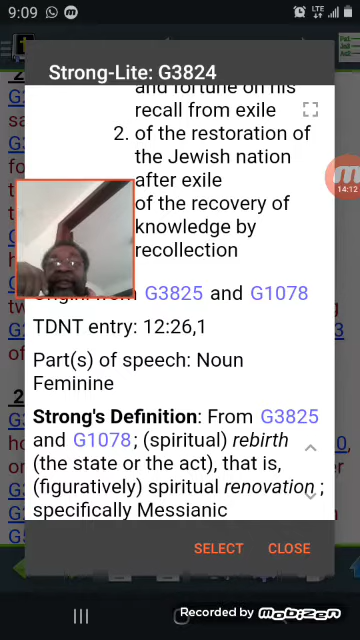 9:09
LTE
Strong-Lite: G3824
and fortune on his
recall from exile
2. of the restoration of
the Jewish nation
after exile
of the recovery of
knowledge by
recollection
14:12
from G3825 and G1078
TDNT entry: 12:26,1
Part(s) of speech: Noun
Feminine
Strong's Definition: From G3825
and G1078; (spiritual) rebirth
(the state or the act), that is,
(figuratively) spiritual renovation;
specifically Messianic
SELECT CLOSE
Recorded by mobizen